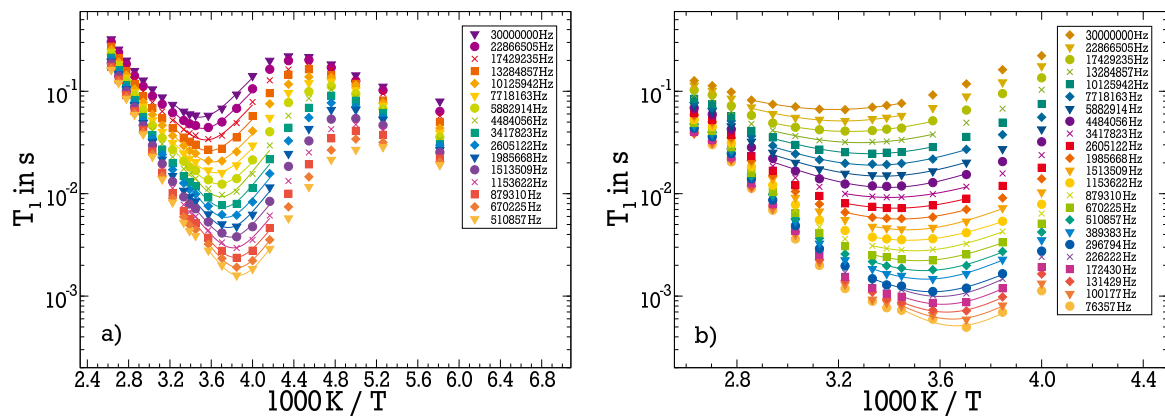 T1 in s
10-1
10-2
10-3
a)
30000000Hz
22866505Hz
17429235Hz
13284857Hz
10125942Hz
7718163Hz
5882914Hz
4484056Hz
3417823Hz
2605122Hz
1985668Hz
1513509Hz
1153622Hz
879310Hz
670225Hz
510857Hz
2.4 2.8 3.2 3.6 4.0 4.4 4.8 5.2 5.6 6.0 6.4 6.8
1000 K / T
T1 in s
10-1
10-2
10-3
b)
30000000Hz
22866505Hz
17429235Hz
13284857Hz
10125942Hz
7718163Hz
5882914Hz
4484056Hz
3417823Hz
2605122Hz
1985668Hz
1513509Hz
1153622Hz
879310Hz
670225Hz
510857Hz
389383Hz
296794Hz
226222Hz
172430Hz
131429Hz
100177Hz
76357Hz
2.8 3.2 3.6 4.0 4.4
1000 K / T